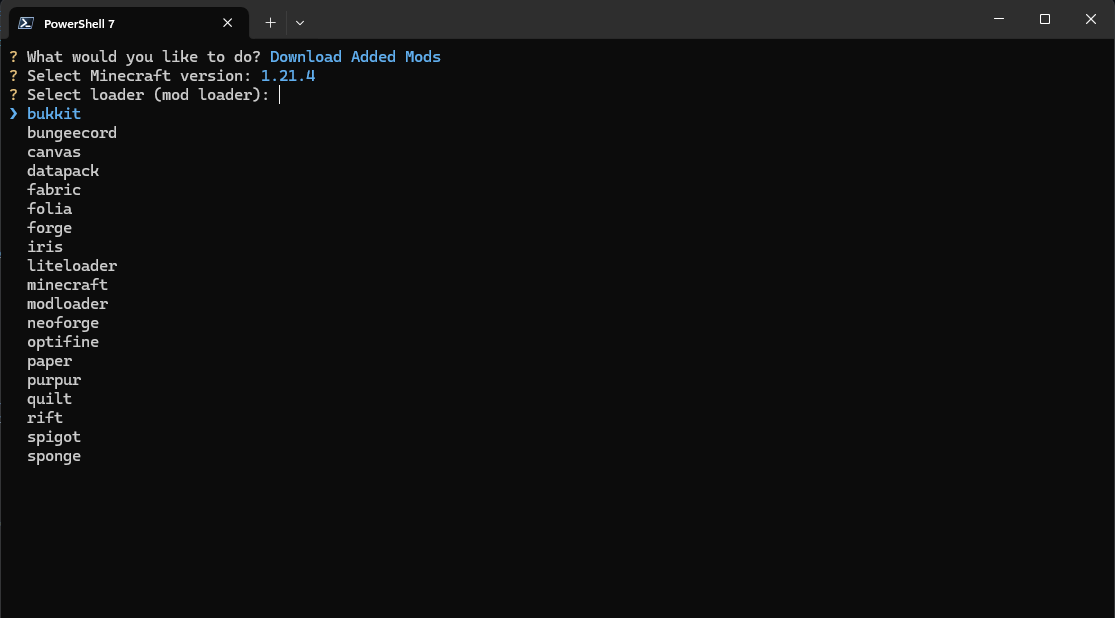 PowerShell 7
? What would you like to do? Download Added Mods
? Select Minecraft version: 1.21.4
? Select loader (mod loader):
❯ bukkit
bungeecord
canvas
datapack
fabric
folia
forge
iris
liteloader
minecraft
modloader
neoforge
optifine
paper
purpur
quilt
rift
spigot
sponge